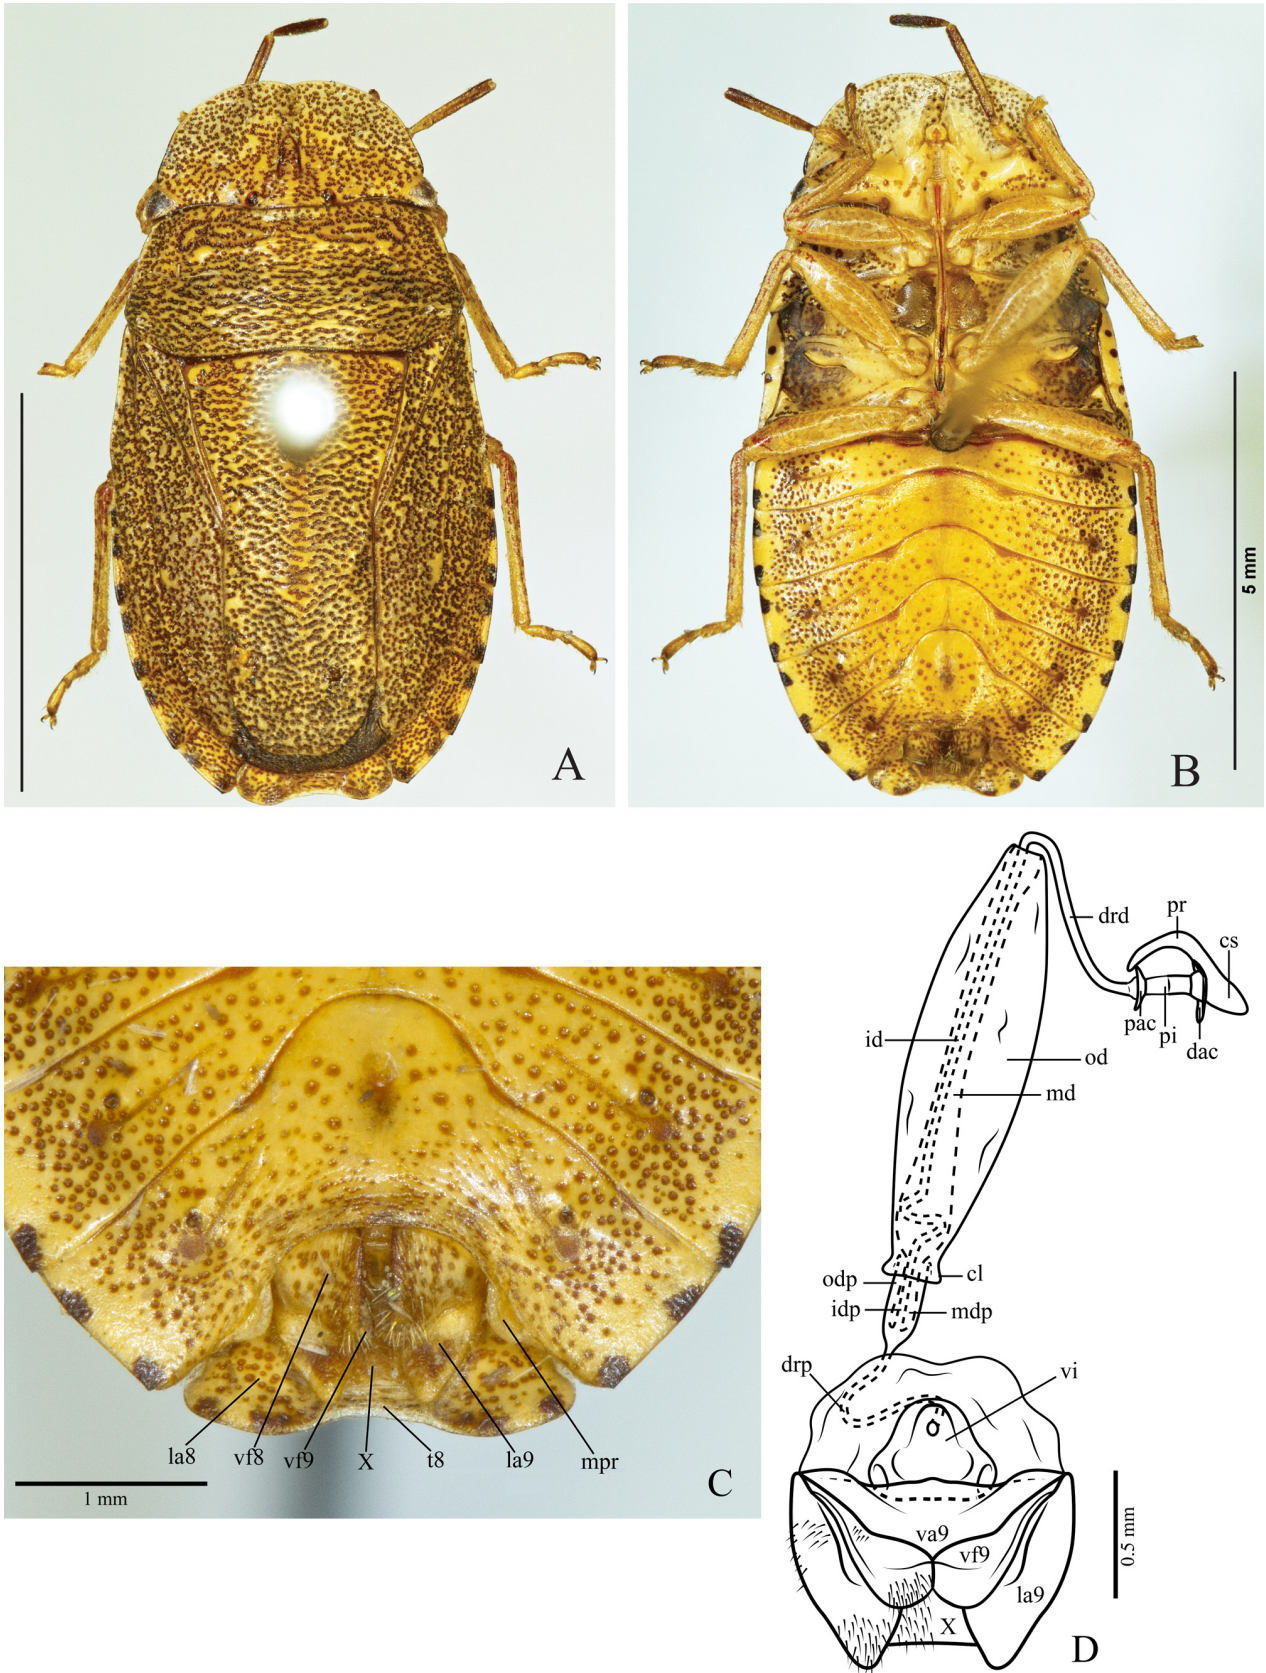 A
B
5 mm
la8 vf8 vf9 X t8 la9 mpr
1 mm
C
drd
pr
cs
pac
pi
dac
id
od
md
odp
cl
idp
mdp
drp
vi
va9
vf9
la9
X
0.5 mm
D